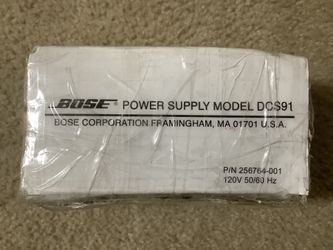 BOSE® POWER SUPPLY MODEL DCS91
BOSE CORPORATION FRAMINGHAM, MA 01701 U.S.A.
P/N 256764-001
120V 50/60 Hz